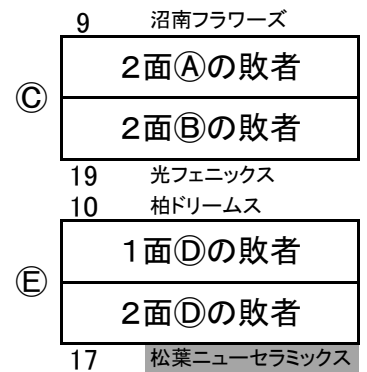 9 沼南フラワーズ
Ⓒ
2面Ⓐの敗者
2面Ⓑの敗者
19 光フェニックス
10 柏ドリームス
Ⓔ
1面Ⓓの敗者
2面Ⓓの敗者
17 松葉ニューセラミックス